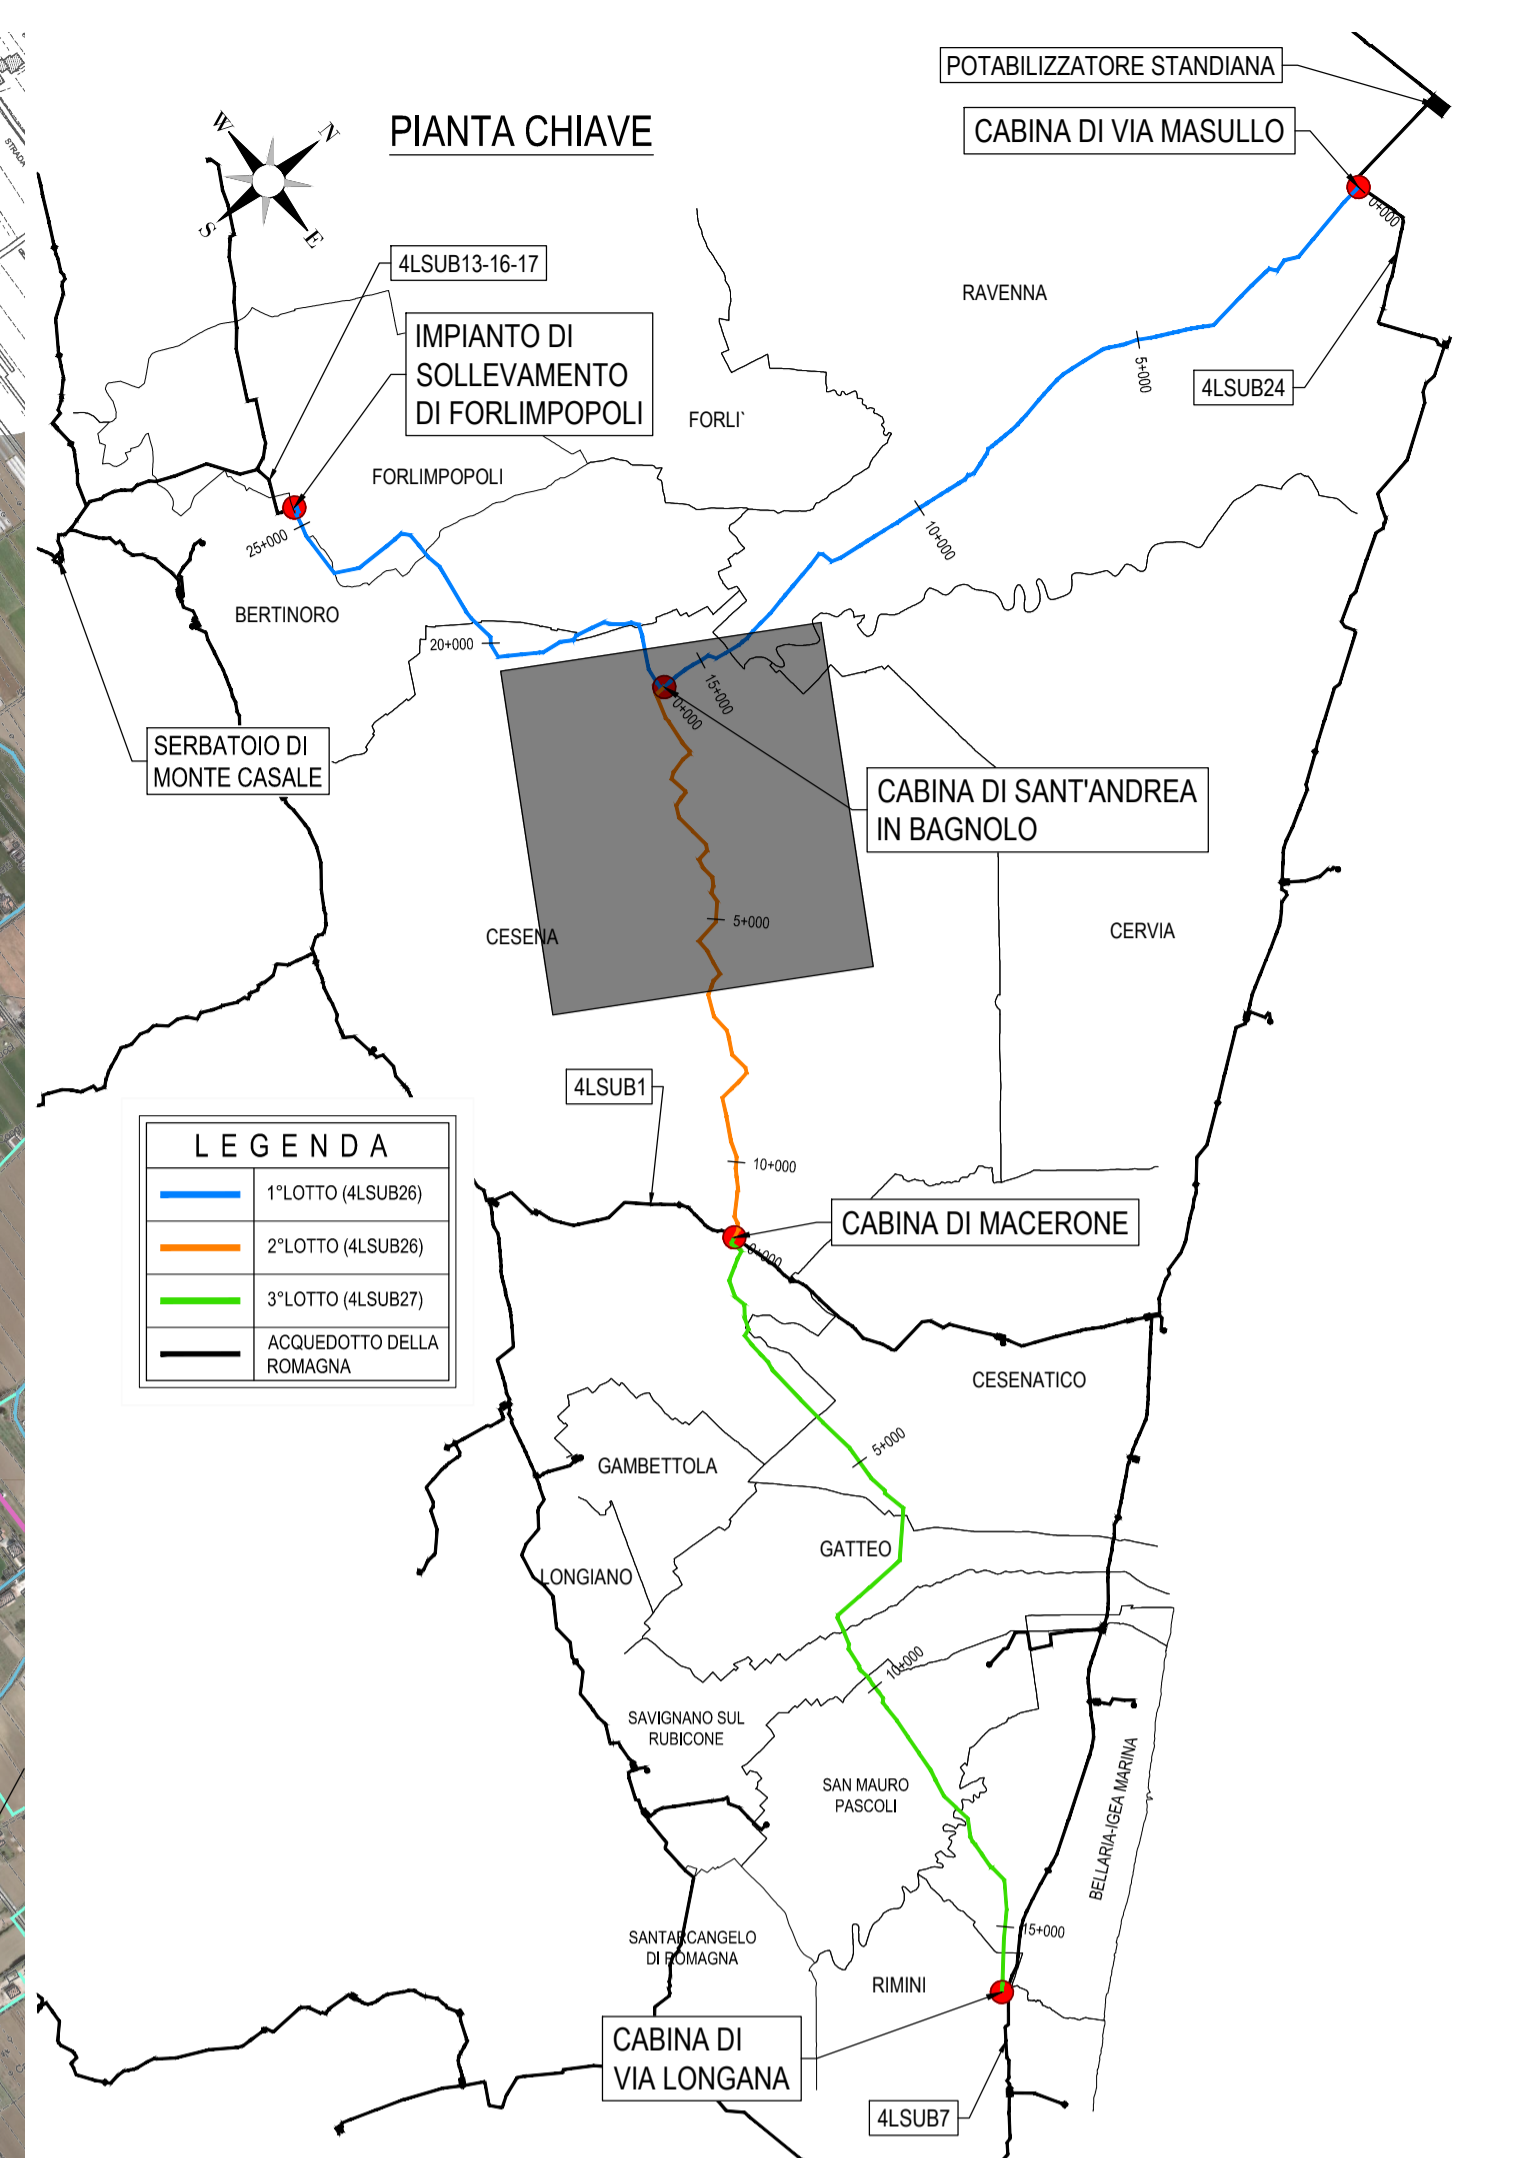 POTABILIZZATORE STANDIANA
PIANTA CHIAVE
CABINA DI VIA MASULLO
W
N
S
E
0+000
4LSUB13-16-17
RAVENNA
IMPIANTO DI
SOLLEVAMENTO
DI FORLIMPOPOLI
5+000
4LSUB24
FORLI`
FORLIMPOPOLI
25+000
10+000
BERTINORO
20+000
15+000
0+000
SERBATOIO DI
MONTE CASALE
CABINA DI SANT'ANDREA
IN BAGNOLO
5+000
CESENA
CERVIA
4LSUB1
10+000
LEGENDA
1°LOTTO (4LSUB26)
2°LOTTO (4LSUB26)
3°LOTTO (4LSUB27)
ACQUEDOTTO DELLA
ROMAGNA
CABINA DI MACERONE
0+000
CESENATICO
5+000
GAMBETTOLA
GATTEO
LONGIANO
10+000
SAVIGNANO SUL
RUBICONE
SAN MAURO
PASCOLI
BELLARIA-IGEA MARINA
15+000
SANTARCANGELO
DI ROMAGNA
RIMINI
CABINA DI
VIA LONGANA
4LSUB7